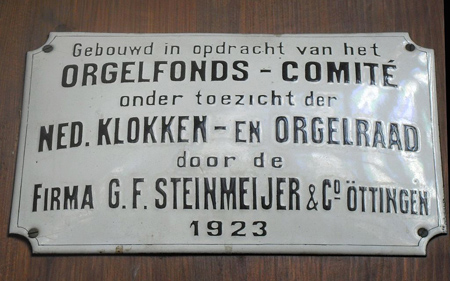 Gebouwd in opdracht van het
ORGELFONDS - COMITÉ
onder toezicht der
NED. KLOKKEN - EN ORGELRAAD
door de
FIRMA G. F. STEINMEIJER & Co ÖTTINGEN
1923